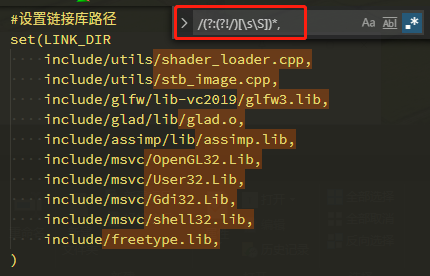 #设置链接库路径
> /(?:(?!/)[\s\S])*, Aa Abl .*
set(LINK_DIR
include/utils/shader_loader.cpp,
include/utils/stb_image.cpp,
include/glfw/lib-vc2019/glfw3.lib,
include/glad/lib/glad.o,
include/assimp/lib/assimp.lib,
include/msvc/OpenGL32.Lib,
include/msvc/User32.Lib,
include/msvc/Gdi32.Lib,
include/msvc/shell32.lib,
include/freetype.lib,
)